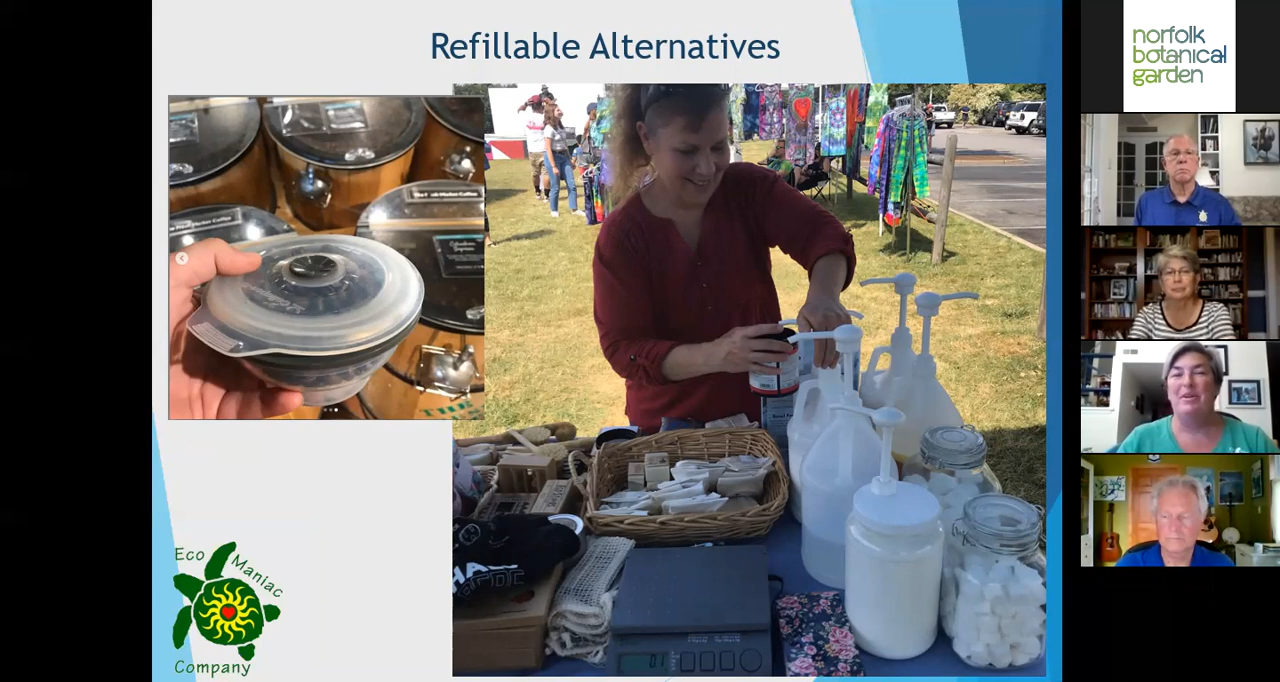 Refillable Alternatives
norfolk
botanical
garden
Eco Maniac
Company